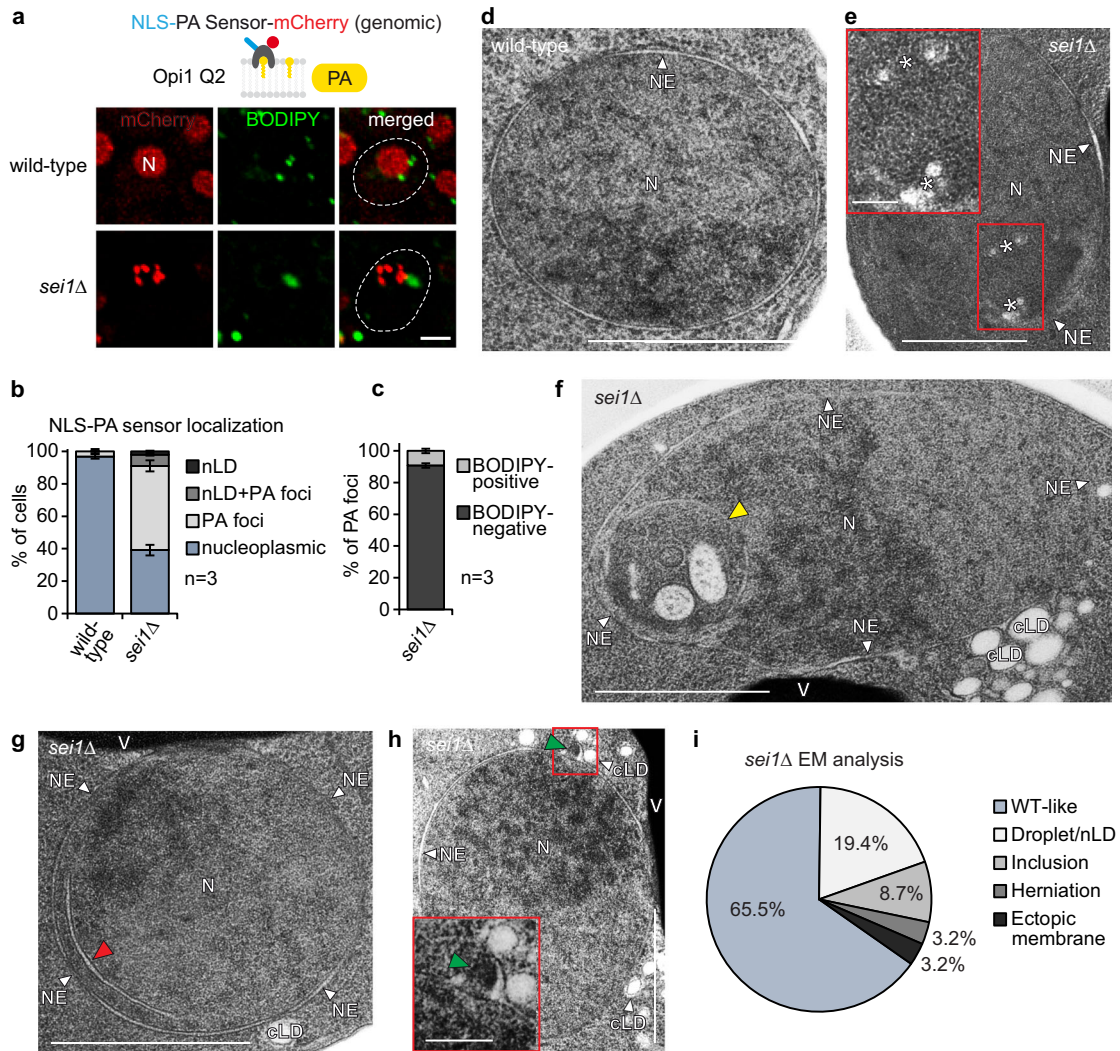 a
NLS-PA Sensor-mCherry (genomic)
Opi1 Q2
PA
mCherry
BODIPY
merged
wild-type
N
sei1Δ
b
NLS-PA sensor localization
% of cells
100
80
60
40
20
0
wild-
type
sei1Δ
nLD
nLD+PA foci
PA foci
nucleoplasmic
n=3
c
% of PA foci
100
80
60
40
20
0
sei1Δ
BODIPY-
positive
BODIPY-
negative
n=3
d
wild-type
NE
N
e
sei1Δ
*
*
NE
N
*
*
NE
f
sei1Δ
NE
NE
N
NE
NE
cLD
cLD
V
g
sei1Δ
V
NE
NE
N
NE
NE
cLD
h
sei1Δ
cLD
V
NE
N
cLD
i
sei1Δ EM analysis
65.5%
19.4%
8.7%
3.2%
3.2%
WT-like
Droplet/nLD
Inclusion
Herniation
Ectopic
membrane